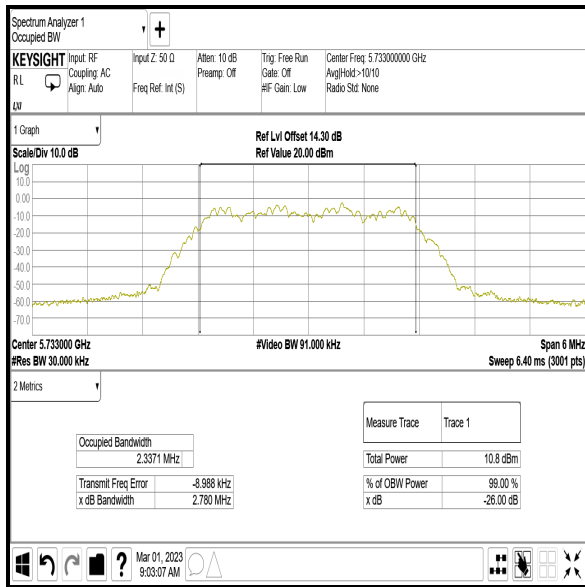 Spectrum Analyzer 1
Occupied BW
KEYSIGHT
R L
LXI
Input: RF
Coupling: AC
Align: Auto
Input Z: 50 Ω
Freq Ref: Int (S)
Atten: 10 dB
Preamp: Off
Trig: Free Run
Gate: Off
#IF Gain: Low
Center Freq: 5.733000000 GHz
Avg|Hold:>10/10
Radio Std: None
1 Graph
Scale/Div 10.0 dB
Ref Lvl Offset 14.30 dB
Ref Value 20.00 dBm
Log
10.0
0.00
-10.0
-20.0
-30.0
-40.0
-50.0
-60.0
-70.0
Center 5.733000 GHz
#Res BW 30.000 kHz
#Video BW 91.000 kHz
Span 6 MHz
Sweep 6.40 ms (3001 pts)
2 Metrics
Occupied Bandwidth
2.3371 MHz
Transmit Freq Error -8.988 kHz
x dB Bandwidth 2.780 MHz
Measure Trace Trace 1
Total Power 10.8 dBm
% of OBW Power 99.00 %
x dB -26.00 dB
?
Mar 01, 2023
9:03:07 AM